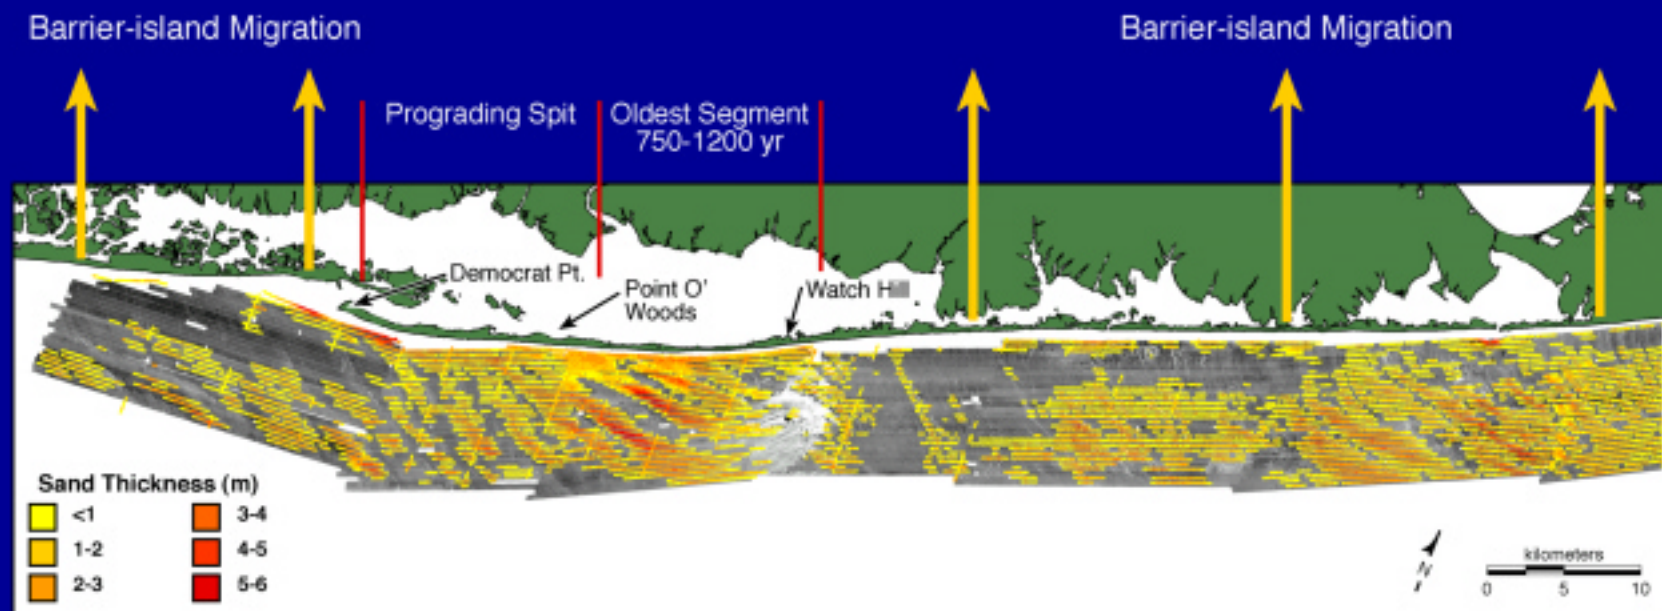 Barrier-island Migration
Barrier-island Migration
Prograding Spit
Oldest Segment
750-1200 yr
Democrat Pt.
Point O'
Woods
Watch Hill
Sand Thickness (m)
<1
3-4
1-2
4-5
2-3
5-6
N
kilometers
0 5 10